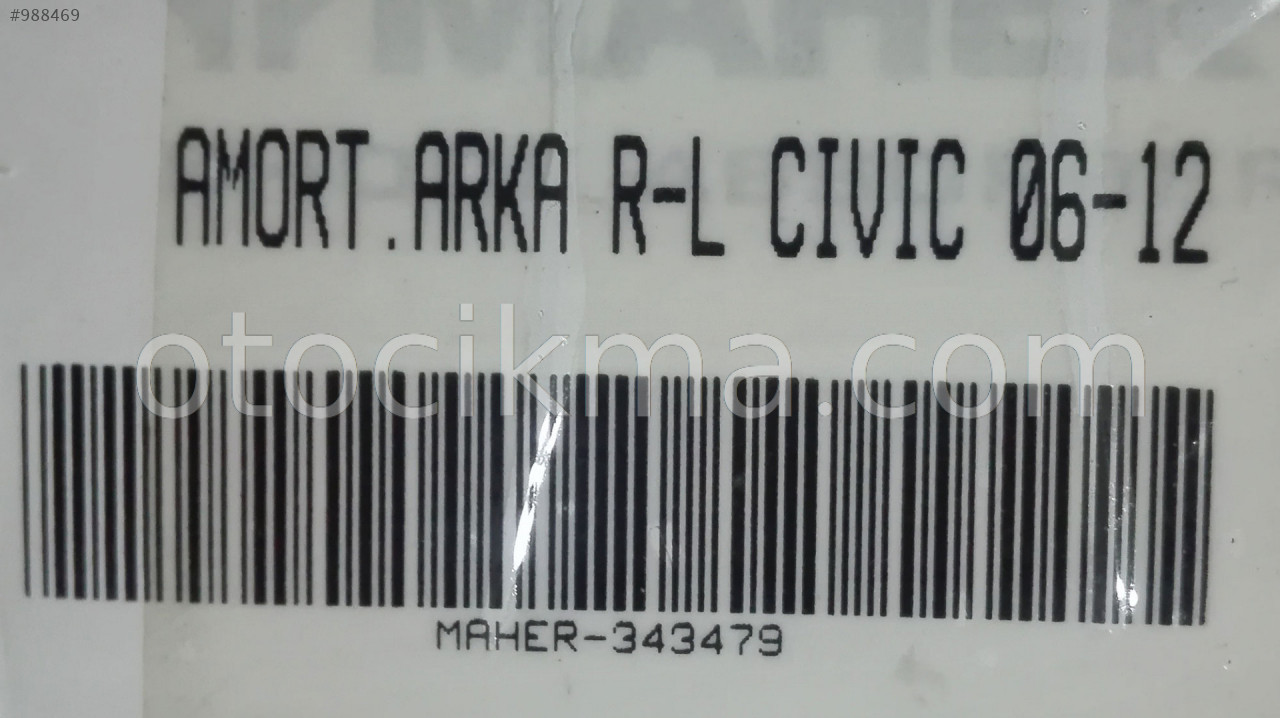 #988469
AMORT.ARKA R-L CIVIC 06-12
otocikma.com
MAHER-343479